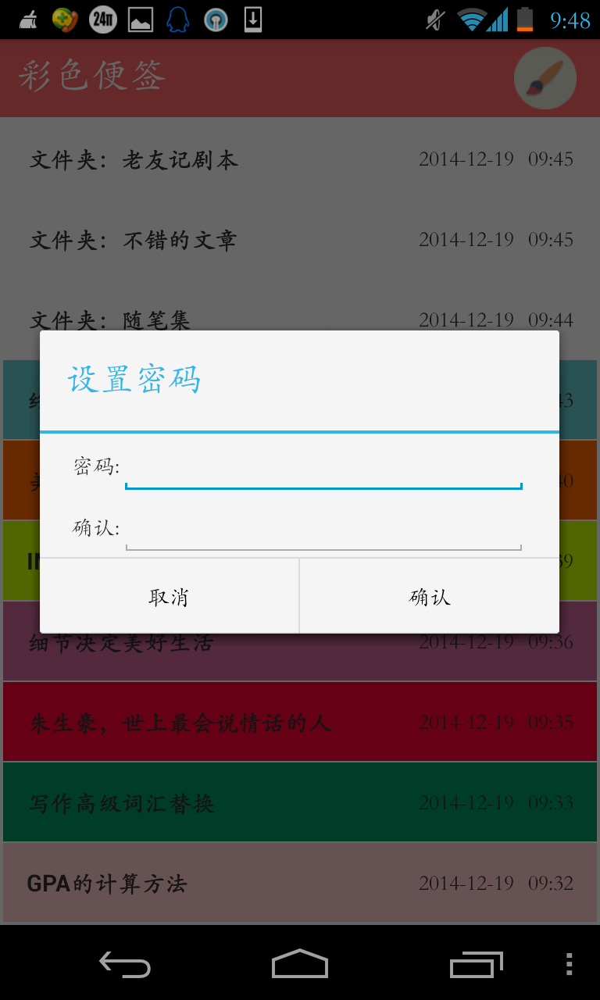 24π
9:48
彩色便签
文件夹：老友记剧本 2014-12-19 09:45
文件夹：不错的文章 2014-12-19 09:45
文件夹：随笔集 2014-12-19 09:44
43
设置密码
密码:
40
确认:
39
取消 确认
细节决定美好生活 2014-12-19 09:36
朱生豪，世上最会说情话的人 2014-12-19 09:35
写作高级词汇替换 2014-12-19 09:33
GPA的计算方法 2014-12-19 09:32